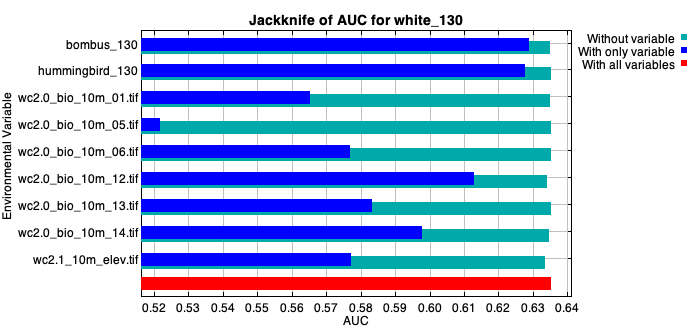 Jackknife of AUC for white_130
Environmental Variable
bombus_130
hummingbird_130
wc2.0_bio_10m_01.tif
wc2.0_bio_10m_05.tif
wc2.0_bio_10m_06.tif
wc2.0_bio_10m_12.tif
wc2.0_bio_10m_13.tif
wc2.0_bio_10m_14.tif
wc2.1_10m_elev.tif
0.52 0.53 0.54 0.55 0.56 0.57 0.58 0.59 0.60 0.61 0.62 0.63 0.64
AUC
Without variable
With only variable
With all variables